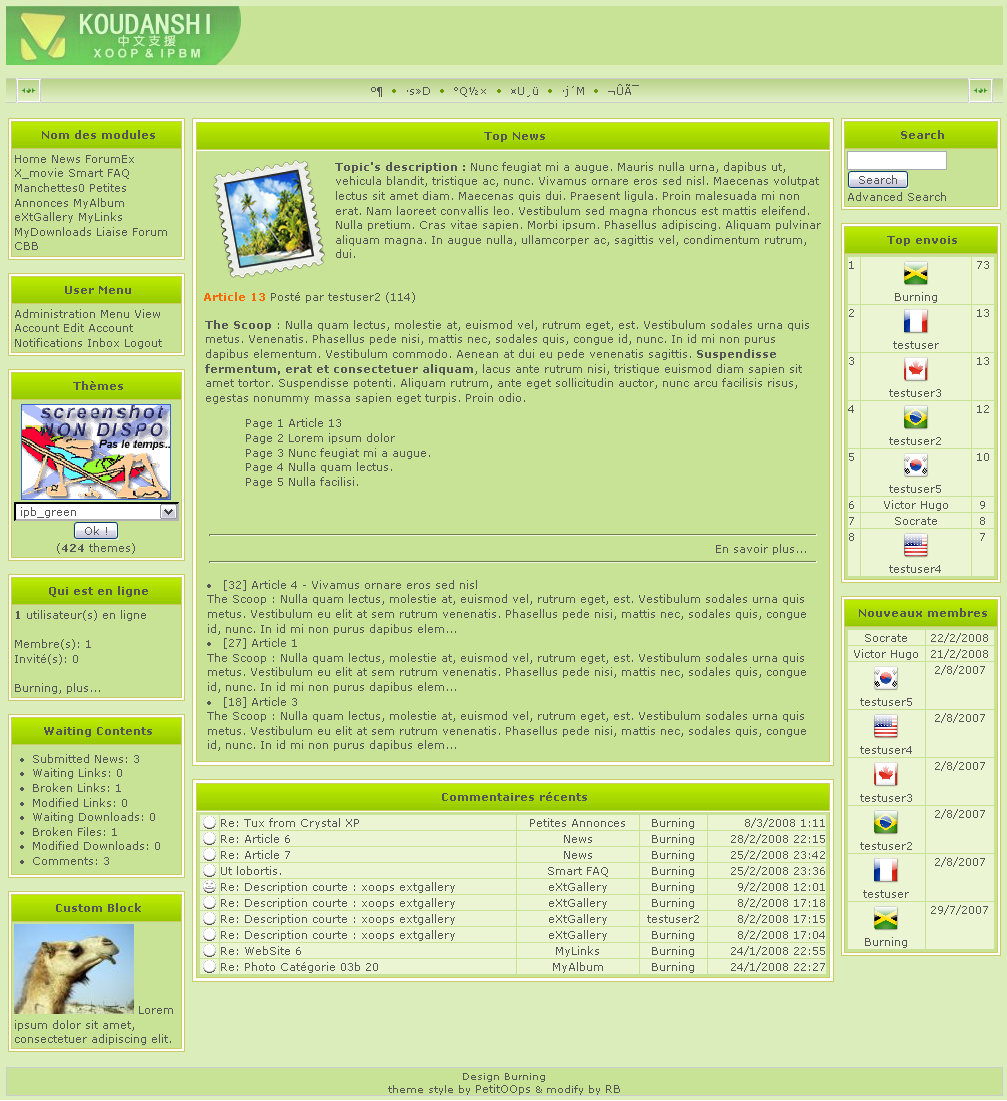 KOUDANSHI
中文支援
XOOP & IPBM
º¶ • ·s»D • °Q½× • ×U¸ü • ·j´M • ¬ÛÃ¯
Nom des modules
Home News ForumEx
X_movie Smart FAQ
Manchettes0 Petites
Annonces MyAlbum
eXtGallery MyLinks
MyDownloads Liaise Forum
CBB
User Menu
Administration Menu View
Account Edit Account
Notifications Inbox Logout
Thèmes
screenshot
NON DISPO
Pas le temps..
ipb_green
Ok !
(424 themes)
Qui est en ligne
1 utilisateur(s) en ligne
Membre(s): 1
Invité(s): 0
Burning, plus...
Waiting Contents
Submitted News: 3
Waiting Links: 0
Broken Links: 1
Modified Links: 0
Waiting Downloads: 0
Broken Files: 1
Modified Downloads: 0
Comments: 3
Custom Block
Lorem
ipsum dolor sit amet,
consectetuer adipiscing elit.
Top News
Topic's description : Nunc feugiat mi a augue. Mauris nulla urna, dapibus ut,
vehicula blandit, tristique ac, nunc. Vivamus ornare eros sed nisl. Maecenas volutpat
lectus sit amet diam. Maecenas quis dui. Praesent ligula. Proin malesuada mi non
erat. Nam laoreet convallis leo. Vestibulum sed magna rhoncus est mattis eleifend.
Nulla pretium. Cras vitae sapien. Morbi ipsum. Phasellus adipiscing. Aliquam pulvinar
aliquam magna. In augue nulla, ullamcorper ac, sagittis vel, condimentum rutrum,
dui.
Article 13 Posté par testuser2 (114)
The Scoop : Nulla quam lectus, molestie at, euismod vel, rutrum eget, est. Vestibulum sodales urna quis
metus. Venenatis. Phasellus pede nisi, mattis nec, sodales quis, congue id, nunc. In id mi non purus
dapibus elementum. Vestibulum commodo. Aenean at dui eu pede venenatis sagittis. Suspendisse
fermentum, erat et consectetuer aliquam, lacus ante rutrum nisi, tristique euismod diam sapien sit
amet tortor. Suspendisse potenti. Aliquam rutrum, ante eget sollicitudin auctor, nunc arcu facilisis risus,
egestas nonummy massa sapien eget turpis. Proin odio.
Page 1 Article 13
Page 2 Lorem ipsum dolor
Page 3 Nunc feugiat mi a augue.
Page 4 Nulla quam lectus.
Page 5 Nulla facilisi.
En savoir plus...
• [32] Article 4 - Vivamus ornare eros sed nisl
The Scoop : Nulla quam lectus, molestie at, euismod vel, rutrum eget, est. Vestibulum sodales urna quis
metus. Vestibulum eu elit at sem rutrum venenatis. Phasellus pede nisi, mattis nec, sodales quis, congue
id, nunc. In id mi non purus dapibus elem...
• [27] Article 1
The Scoop : Nulla quam lectus, molestie at, euismod vel, rutrum eget, est. Vestibulum sodales urna quis
metus. Vestibulum eu elit at sem rutrum venenatis. Phasellus pede nisi, mattis nec, sodales quis, congue
id, nunc. In id mi non purus dapibus elem...
• [18] Article 3
The Scoop : Nulla quam lectus, molestie at, euismod vel, rutrum eget, est. Vestibulum sodales urna quis
metus. Vestibulum eu elit at sem rutrum venenatis. Phasellus pede nisi, mattis nec, sodales quis, congue
id, nunc. In id mi non purus dapibus elem...
Commentaires récents
Re: Tux from Crystal XP Petites Annonces Burning 8/3/2008 1:11
Re: Article 6 News Burning 28/2/2008 22:15
Re: Article 7 News Burning 25/2/2008 23:42
Ut lobortis. Smart FAQ Burning 25/2/2008 23:36
Re: Description courte : xoops extgallery eXtGallery Burning 9/2/2008 12:01
Re: Description courte : xoops extgallery eXtGallery Burning 8/2/2008 17:18
Re: Description courte : xoops extgallery eXtGallery testuser2 8/2/2008 17:15
Re: Description courte : xoops extgallery eXtGallery Burning 8/2/2008 17:04
Re: WebSite 6 MyLinks Burning 24/1/2008 22:55
Re: Photo Catégorie 03b 20 MyAlbum Burning 24/1/2008 22:27
Search
Search
Advanced Search
Top envois
1 Burning 73
2 testuser 13
3 testuser3 13
4 testuser2 12
5 testuser5 10
6 Victor Hugo 9
7 Socrate 8
8 testuser4 7
Nouveaux membres
Socrate 22/2/2008
Victor Hugo 21/2/2008
testuser5 2/8/2007
testuser4 2/8/2007
testuser3 2/8/2007
testuser2 2/8/2007
testuser 2/8/2007
Burning 29/7/2007
Design Burning
theme style by PetitOOps & modify by RB